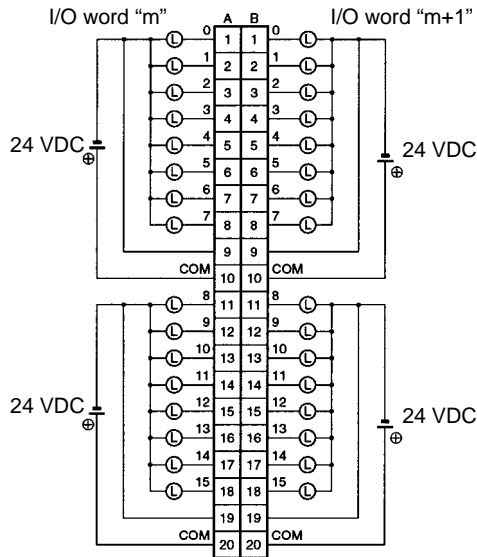 I/O word “m” A B I/O word “m+1”
0 1 1 0
L L
1 2 2 1
L L
2 3 3 2
L L
3 4 4 3
L L
24 VDC 4 5 5 4 24 VDC
L L
⊕ 5 6 6 5 ⊕
L L
6 7 7 6
L L
7 8 8 7
L L
9 9
COM 10 10 COM
8 11 11 8
L L
9 12 12 9
L L
10 13 13 10
L L
11 14 14 11
L L
24 VDC 12 15 15 12 24 VDC
L L
⊕ 13 16 16 13 ⊕
L L
14 17 17 14
L L
15 18 18 15
L L
19 19
COM 20 20 COM